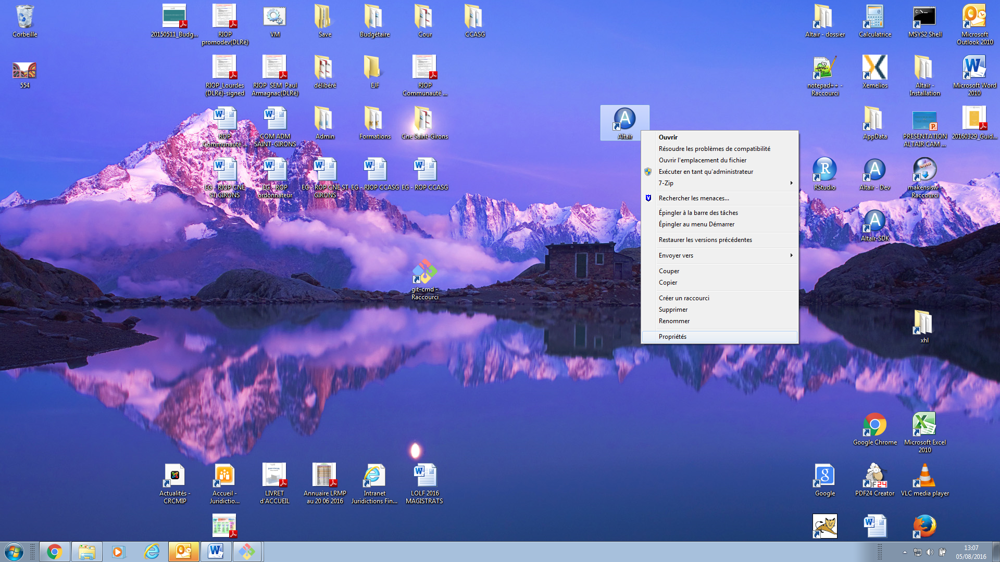 Corbeille
554
20150511_Budg...
RIOP
promodev(DLRé)
VM
Save
Budgétaire
Cour
CCASG
RIOP_Lourdes
(DLRé)-signed
RIOP_SEM_Paul
Armagnac(DLRé)
délibéré
EJF
RIOP
Communauté ...
ROP
Communauté ...
COM ADM
SAINT-GIRONS
Admin
Formations
Cne Saint-Girons
EG - RIOP CNE
ST GIRONS
EG - ROP
ordonnateur
EG - ROP CNE ST
GIRONS
EG - RIOP CCASG
EG - ROP CCASG
git-cmd -
Raccourci
Altaïr
Ouvrir
Résoudre les problèmes de compatibilité
Ouvrir l'emplacement du fichier
Exécuter en tant qu'administrateur
7-Zip
Rechercher les menaces...
Épingler à la barre des tâches
Épingler au menu Démarrer
Restaurer les versions précédentes
Envoyer vers
Couper
Copier
Créer un raccourci
Supprimer
Renommer
Propriétés
Altaïr - dossier
Calculatrice
MSYS2 Shell
Microsoft
Outlook 2010
notepad++ -
Raccourci
Xemelios
Altaïr -
Installation
Microsoft Word
2010
AppData
PRESENTATION
ALTAIR CAM ...
20160329_Guid...
RStudio
Altaïr - Dev
makensisw -
Raccourci
Altaïr-SDK
xhl
Google Chrome
Microsoft Excel
2010
Google
PDF24 Creator
VLC media player
Actualités -
CRCMIP
Accueil -
Juridictio...
LIVRET
d'ACCUEIL
Annuaire LRMP
au 20 06 2016
Intranet
Juridictions Fin...
LOLF 2016
MAGISTRATS
13:07
05/08/2016